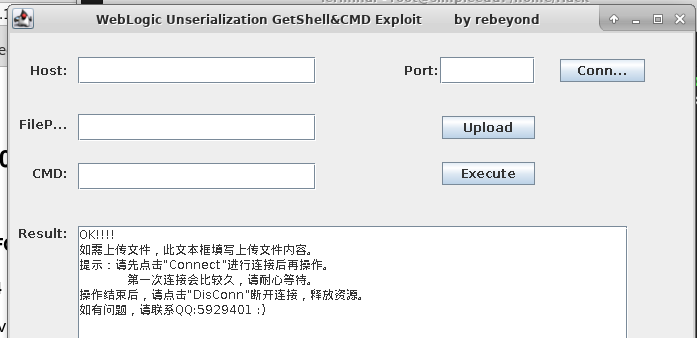 WebLogic Unserialization GetShell&CMD Exploit by rebeyond
Host:
Port:
Conn...
FileP...
Upload
CMD:
Execute
Result:
OK!!!!
如需上传文件，此文本框填写上传文件内容。
提示：请先点击"Connect"进行连接后再操作。
第一次连接会比较久，请耐心等待。
操作结束后，请点击"DisConn"断开连接，释放资源。
如有问题，请联系QQ:5929401 :)